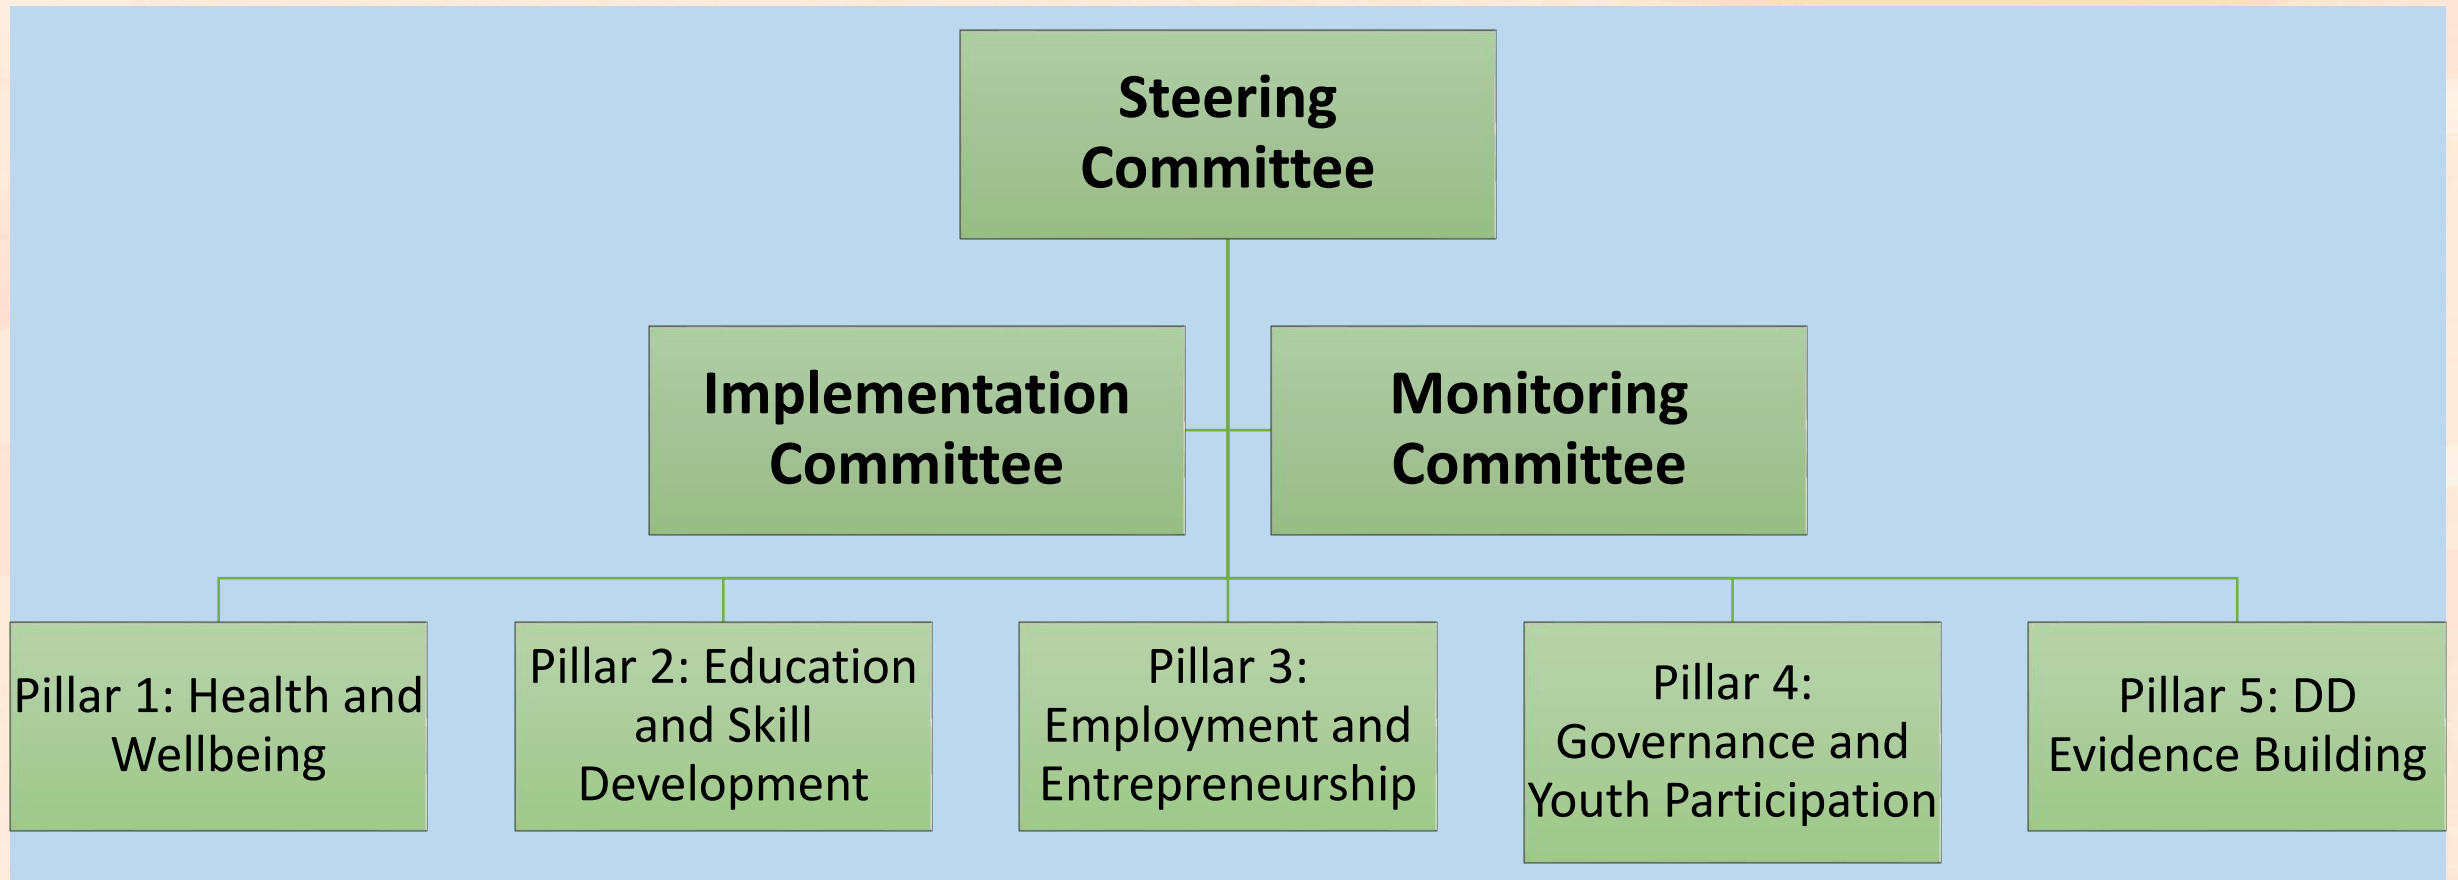 Steering
Committee
Implementation
Committee
Monitoring
Committee
Pillar 1: Health and
Wellbeing
Pillar 2: Education
and Skill
Development
Pillar 3:
Employment and
Entrepreneurship
Pillar 4:
Governance and
Youth Participation
Pillar 5: DD
Evidence Building